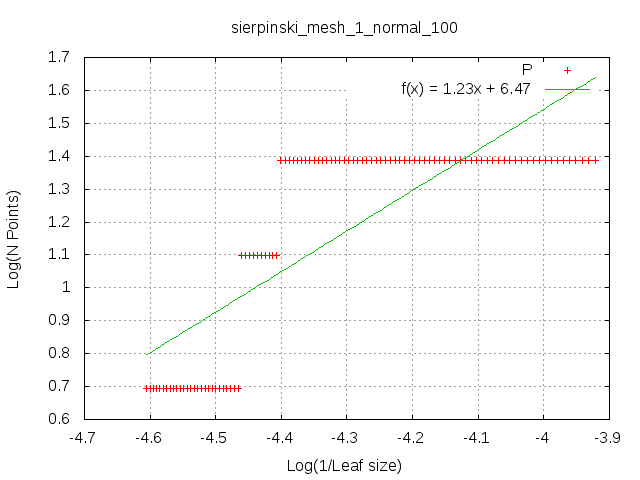 sierpinski_mesh_1_normal_100
P
f(x) = 1.23x + 6.47
1.7
1.6
1.5
1.4
1.3
1.2
1.1
1
0.9
0.8
0.7
0.6
Log(N Points)
-4.7 -4.6 -4.5 -4.4 -4.3 -4.2 -4.1 -4 -3.9
Log(1/Leaf size)